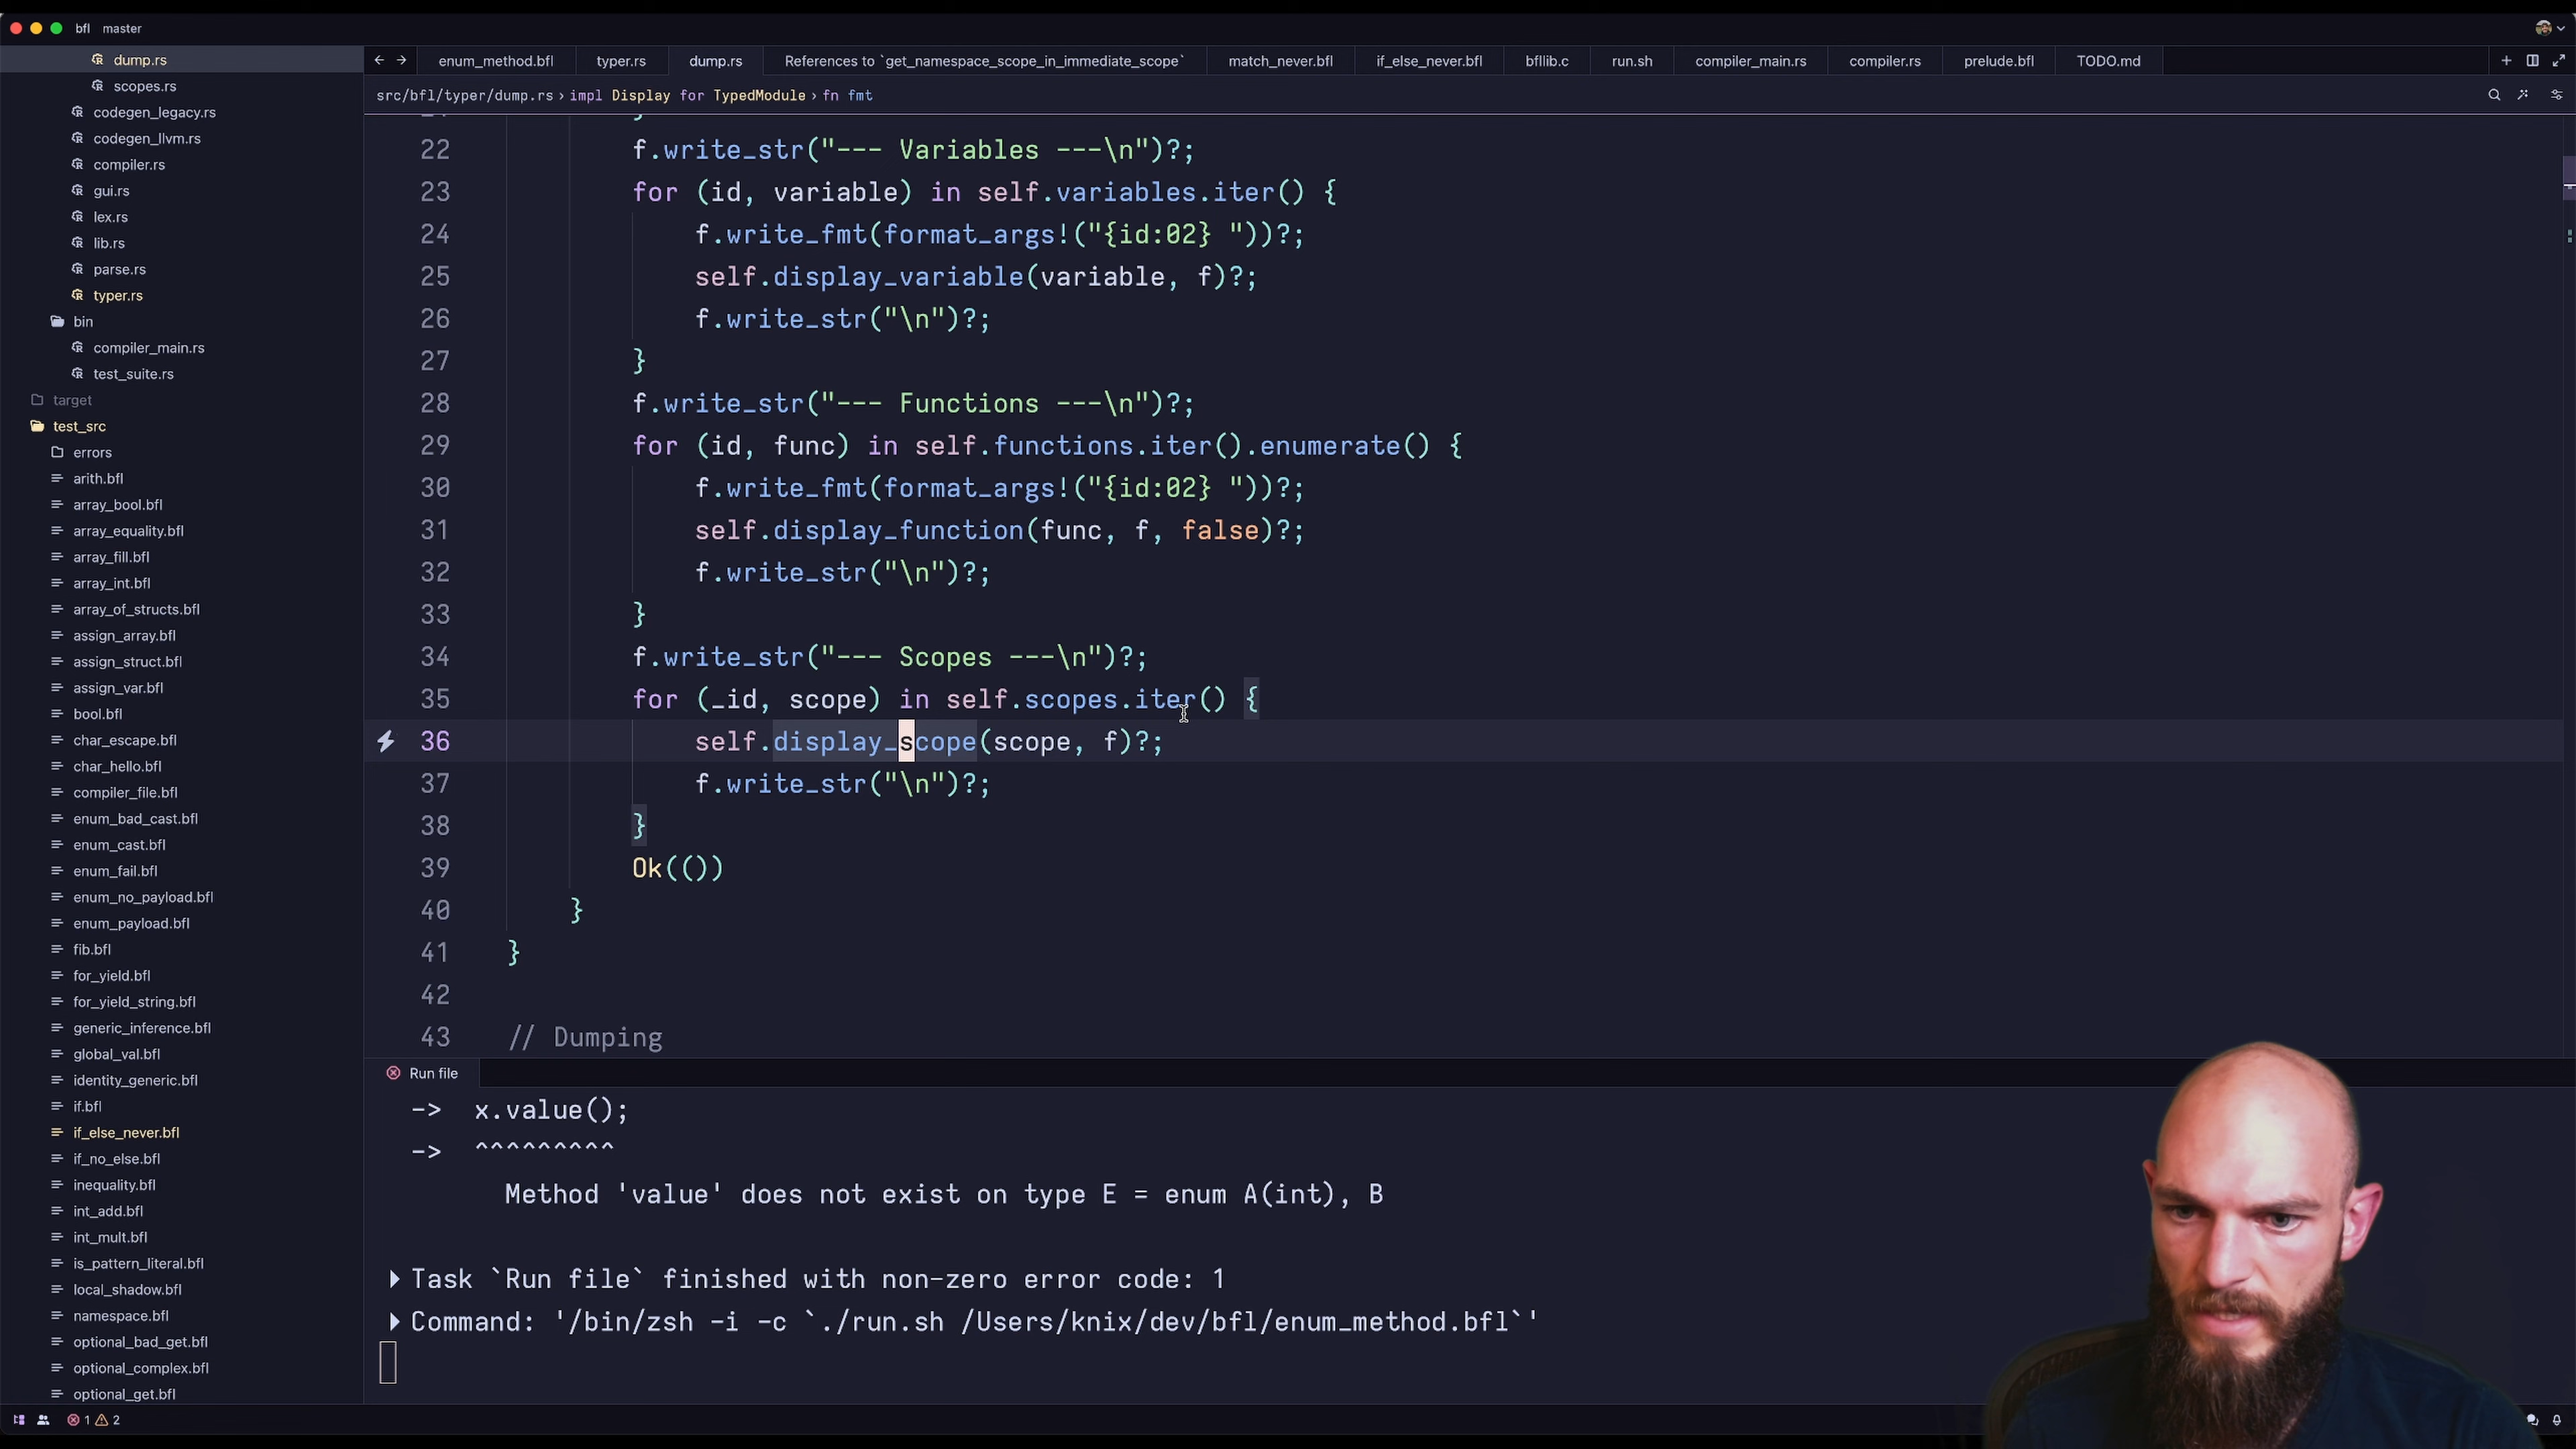 bfl master
dump.rs
scopes.rs
codegen_legacy.rs
codegen_llvm.rs
compiler.rs
gui.rs
lex.rs
lib.rs
parse.rs
typer.rs
bin
compiler_main.rs
test_suite.rs
target
test_src
errors
arith.bfl
array_bool.bfl
array_equality.bfl
array_fill.bfl
array_int.bfl
array_of_structs.bfl
assign_array.bfl
assign_struct.bfl
assign_var.bfl
bool.bfl
char_escape.bfl
char_hello.bfl
compiler_file.bfl
enum_bad_cast.bfl
enum_cast.bfl
enum_fail.bfl
enum_no_payload.bfl
enum_payload.bfl
fib.bfl
for_yield.bfl
for_yield_string.bfl
generic_inference.bfl
global_val.bfl
identity_generic.bfl
if.bfl
if_else_never.bfl
if_no_else.bfl
inequality.bfl
int_add.bfl
int_mult.bfl
is_pattern_literal.bfl
local_shadow.bfl
namespace.bfl
optional_bad_get.bfl
optional_complex.bfl
optional_get.bfl
enum_method.bfl typer.rs dump.rs References to `get_namespace_scope_in_immediate_scope` match_never.bfl if_else_never.bfl bfllib.c run.sh compiler_main.rs compiler.rs prelude.bfl TODO.md
src/bfl/typer/dump.rs › impl Display for TypedModule › fn fmt
}
22 f.write_str("--- Variables ---\n")?;
23 for (id, variable) in self.variables.iter() {
24 f.write_fmt(format_args!("{id:02} "))?;
25 self.display_variable(variable, f)?;
26 f.write_str("\n")?;
27 }
28 f.write_str("--- Functions ---\n")?;
29 for (id, func) in self.functions.iter().enumerate() {
30 f.write_fmt(format_args!("{id:02} "))?;
31 self.display_function(func, f, false)?;
32 f.write_str("\n")?;
33 }
34 f.write_str("--- Scopes ---\n")?;
35 for (_id, scope) in self.scopes.iter() {
36 self.display_scope(scope, f)?;
37 f.write_str("\n")?;
38 }
39 Ok(())
40 }
41 }
42
43 // Dumping
Run file
-> x.value();
-> ^^^^^^^^^
Method 'value' does not exist on type E = enum A(int), B
Task `Run file` finished with non-zero error code: 1
Command: '/bin/zsh -i -c `./run.sh /Users/knix/dev/bfl/enum_method.bfl`'
1 2